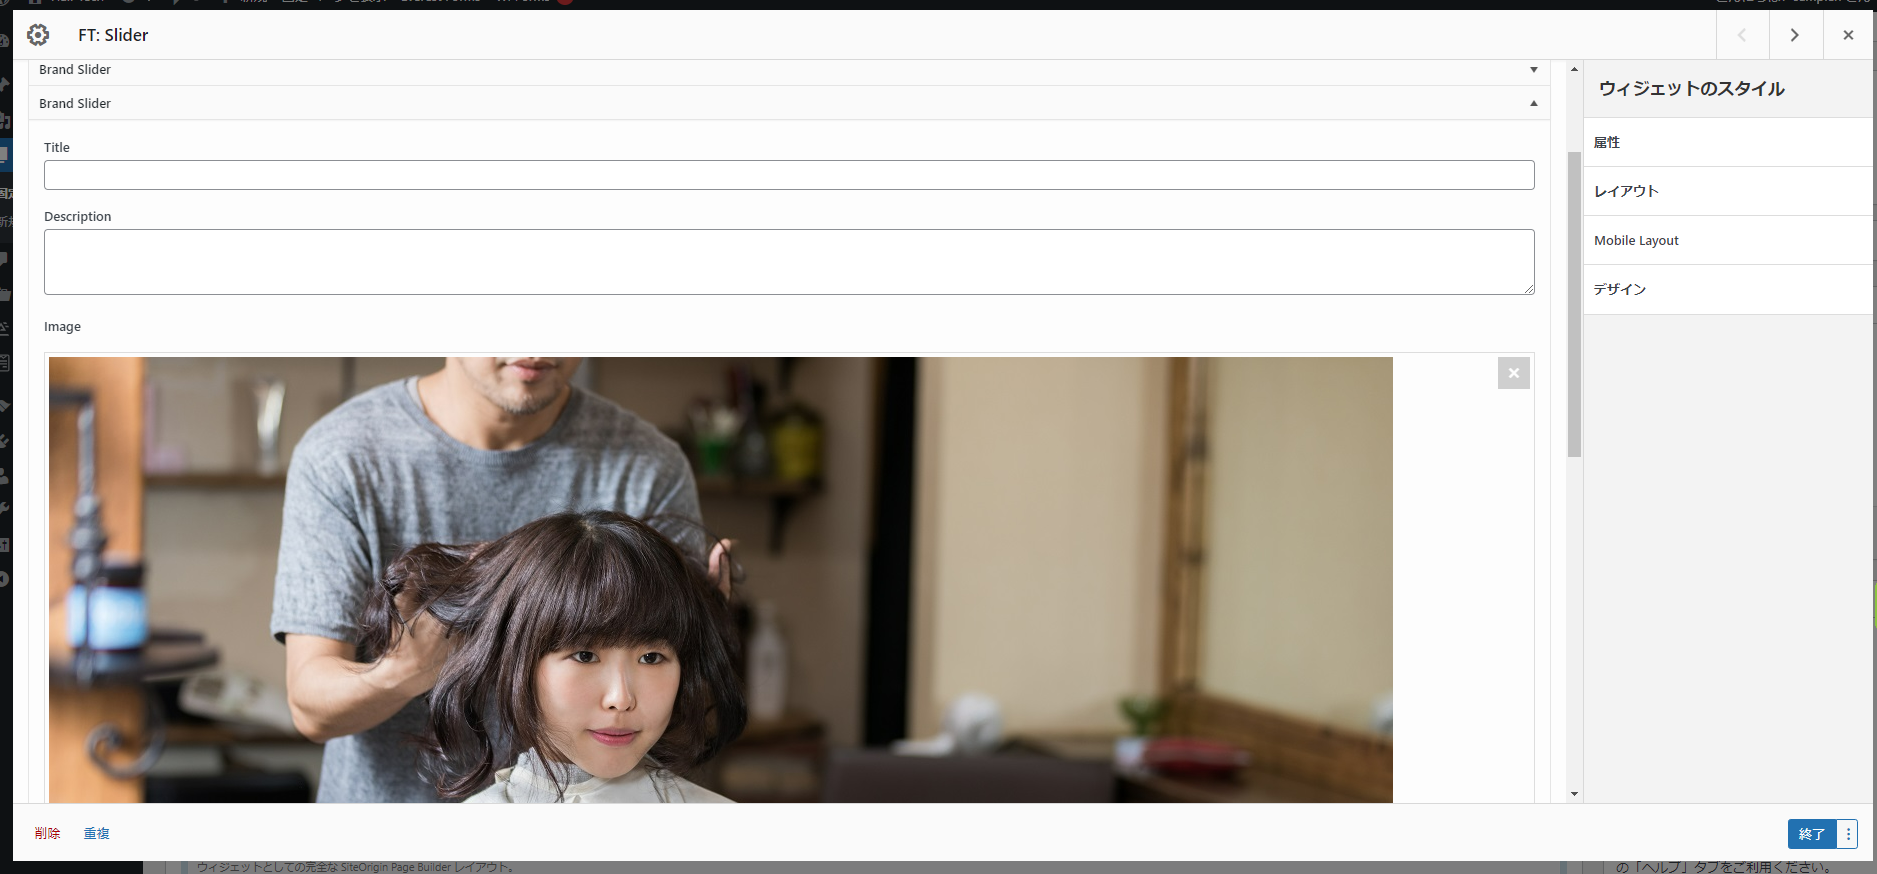 FT: Slider
Brand Slider
Brand Slider
Title
Description
Image
ウィジェットのスタイル
属性
レイアウト
Mobile Layout
デザイン
削除
重複
終了
ウィジェットとしての完全な SiteOrigin Page Builder レイアウト。
の「ヘルプ」タブをご利用ください。